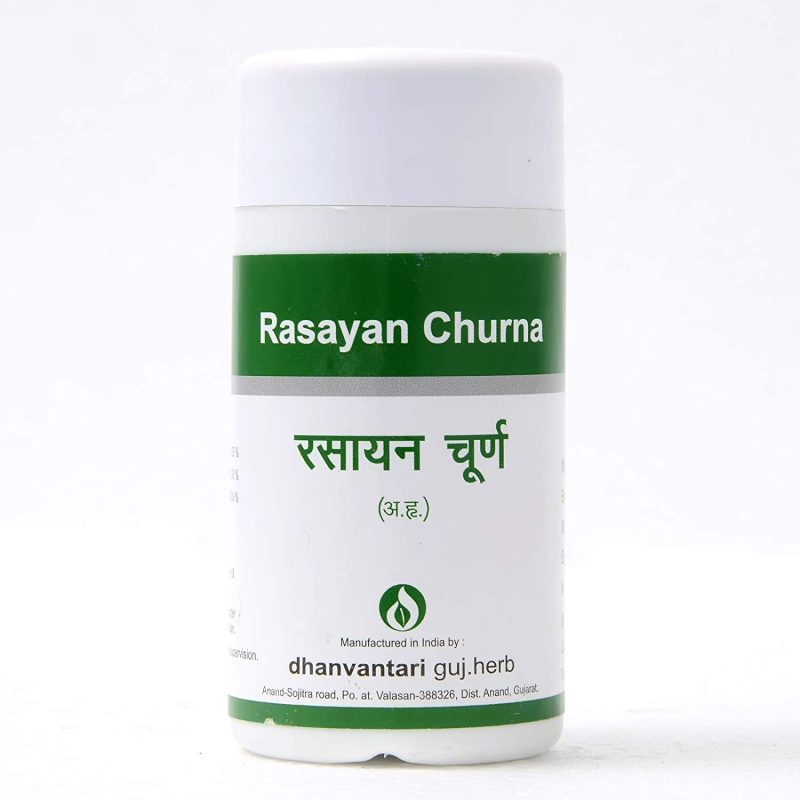 Rasayan Churna
रसायन चूर्ण
(अ.हृ.)
Manufactured in India by :
dhanvantari guj.herb
Anand-Sojitra road, Po. at. Valasan-388326, Dist. Anand, Gujarat.